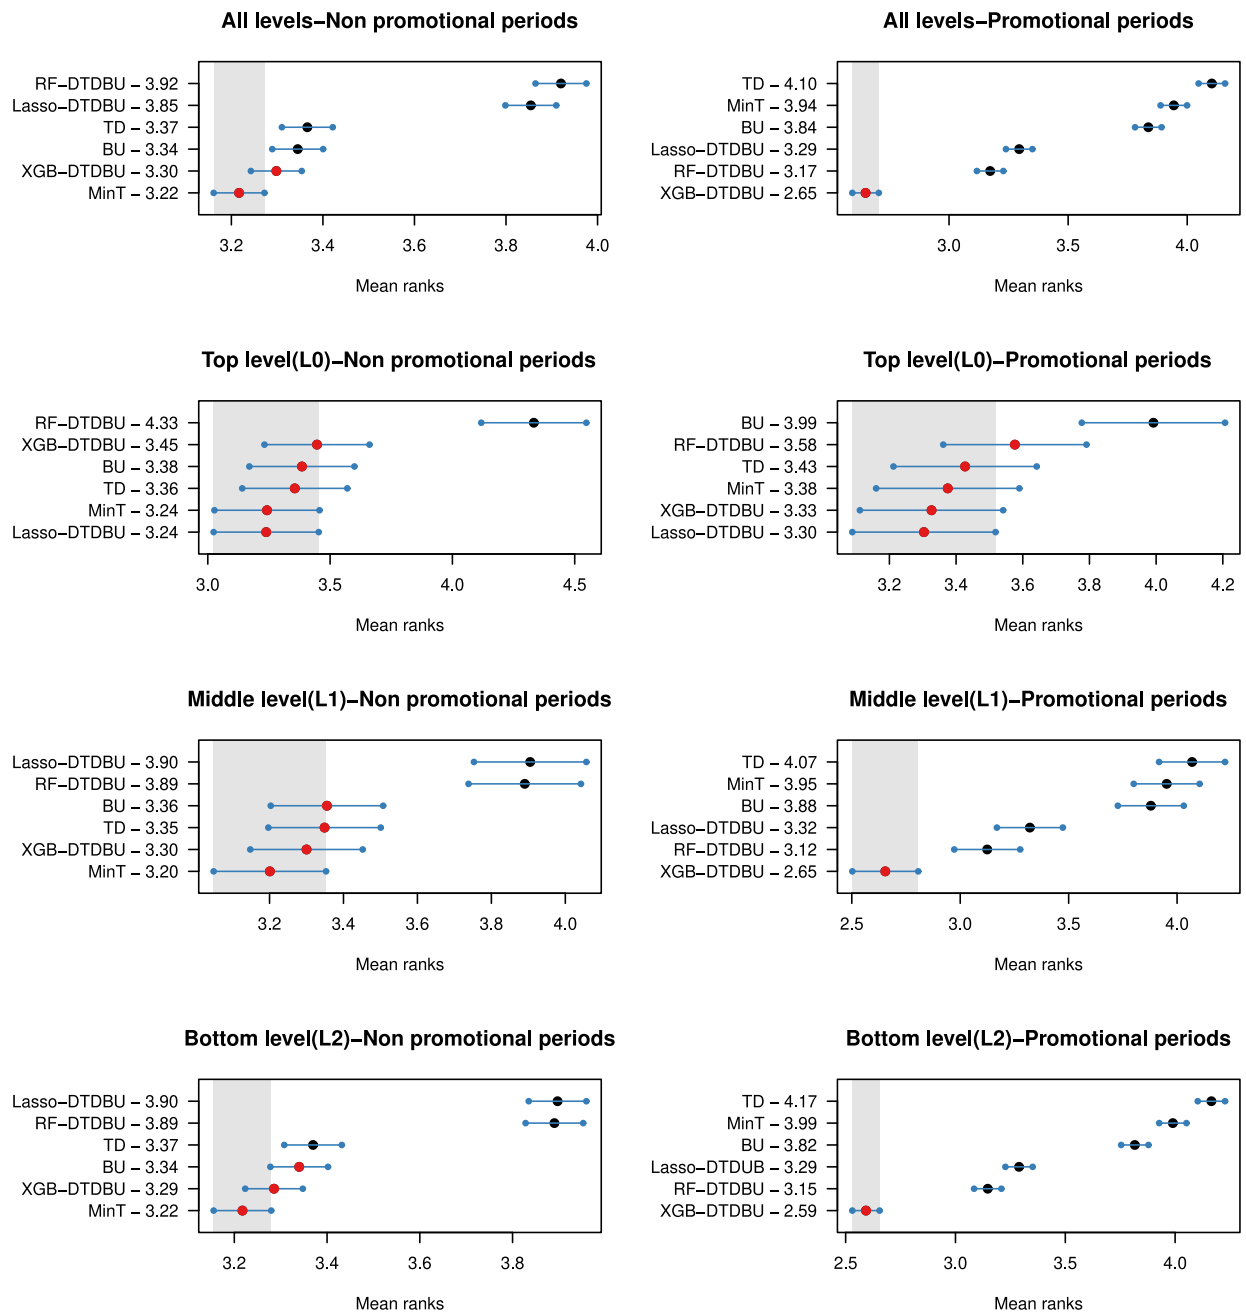 All levels–Non promotional periods
RF–DTDBU – 3.92
Lasso–DTDBU – 3.85
TD – 3.37
BU – 3.34
XGB–DTDBU – 3.30
MinT – 3.22
3.2 3.4 3.6 3.8 4.0
Mean ranks
All levels–Promotional periods
TD – 4.10
MinT – 3.94
BU – 3.84
Lasso–DTDBU – 3.29
RF–DTDBU – 3.17
XGB–DTDBU – 2.65
3.0 3.5 4.0
Mean ranks
Top level(L0)–Non promotional periods
RF–DTDBU – 4.33
XGB–DTDBU – 3.45
BU – 3.38
TD – 3.36
MinT – 3.24
Lasso–DTDBU – 3.24
3.0 3.5 4.0 4.5
Mean ranks
Top level(L0)–Promotional periods
BU – 3.99
RF–DTDBU – 3.58
TD – 3.43
MinT – 3.38
XGB–DTDBU – 3.33
Lasso–DTDBU – 3.30
3.2 3.4 3.6 3.8 4.0 4.2
Mean ranks
Middle level(L1)–Non promotional periods
Lasso–DTDBU – 3.90
RF–DTDBU – 3.89
BU – 3.36
TD – 3.35
XGB–DTDBU – 3.30
MinT – 3.20
3.2 3.4 3.6 3.8 4.0
Mean ranks
Middle level(L1)–Promotional periods
TD – 4.07
MinT – 3.95
BU – 3.88
Lasso–DTDBU – 3.32
RF–DTDBU – 3.12
XGB–DTDBU – 2.65
2.5 3.0 3.5 4.0
Mean ranks
Bottom level(L2)–Non promotional periods
Lasso–DTDBU – 3.90
RF–DTDBU – 3.89
TD – 3.37
BU – 3.34
XGB–DTDBU – 3.29
MinT – 3.22
3.2 3.4 3.6 3.8
Mean ranks
Bottom level(L2)–Promotional periods
TD – 4.17
MinT – 3.99
BU – 3.82
Lasso–DTDUB – 3.29
RF–DTDBU – 3.15
XGB–DTDBU – 2.59
2.5 3.0 3.5 4.0
Mean ranks